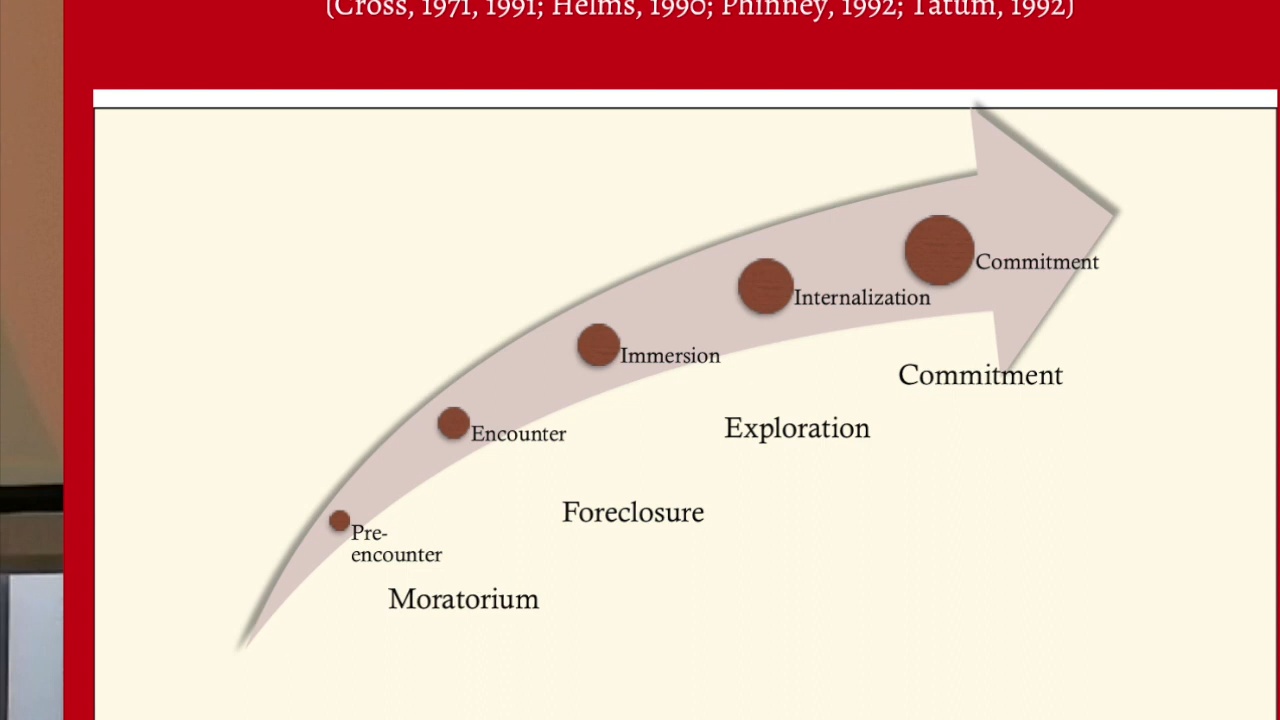 (Cross, 1971, 1991; Helms, 1990; Phinney, 1992; Tatum, 1992)
Commitment
Internalization
Immersion
Commitment
Exploration
Encounter
Foreclosure
Pre-
encounter
Moratorium